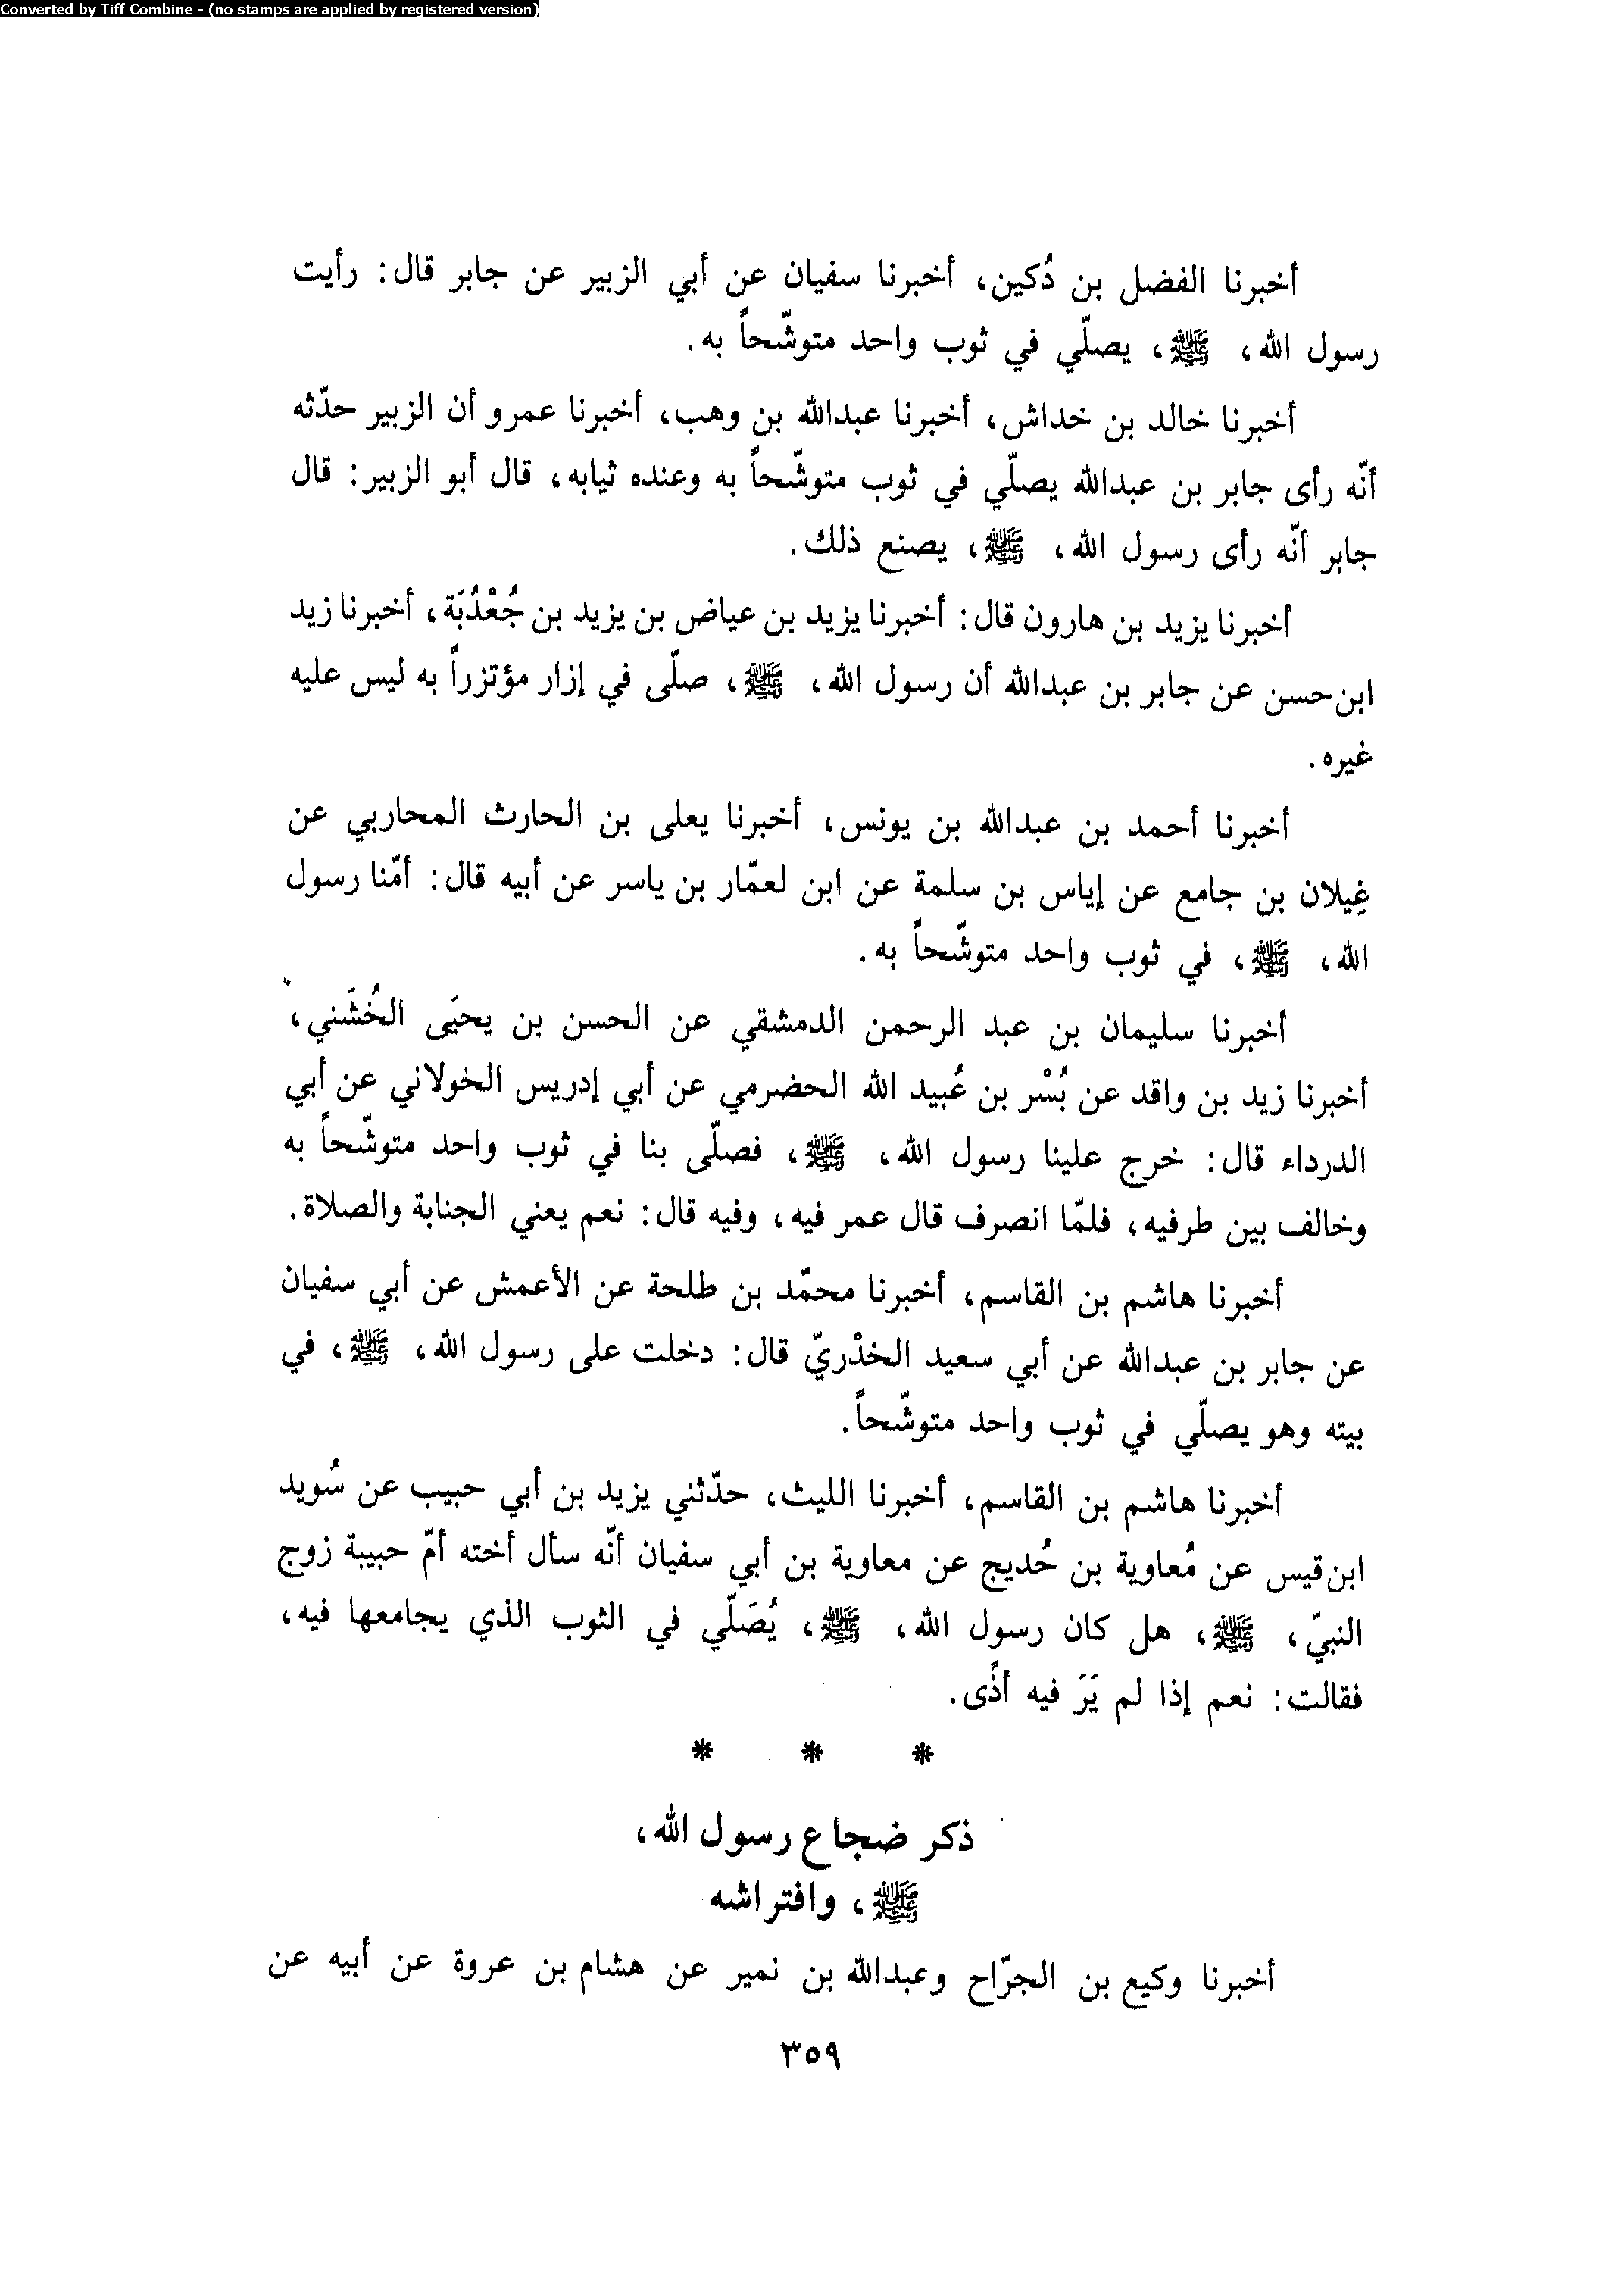 Converted by Tiff Combine - (no stamps are applied by registered version)
أخبرنا الفضل بن دُكين، أخبرنا سفيان عن أبي الزبير عن جابر قال: رأيت
رسول الله، ﷺ، يصلّي في ثوب واحد متوشّحاً به.
أخبرنا خالد بن خداش، أخبرنا عبدالله بن وهب، أخبرنا عمرو أن الزبير حدّثه
أنّه رأى جابر بن عبدالله يصلّي في ثوب متوشّحاً به وعنده ثيابه، قال أبو الزبير: قال
جابر أنّه رأى رسول الله، ﷺ، يصنع ذلك.
أخبرنا يزيد بن هارون قال: أخبرنا يزيد بن عياض بن يزيد بن جُعْدُبَة، أخبرنا زيد
ابن حسن عن جابر بن عبدالله أن رسول الله، ﷺ، صلّى في إزار مؤتزراً به ليس عليه
غيره.
أخبرنا أحمد بن عبدالله بن يونس، أخبرنا يعلى بن الحارث المحاربي عن
غِيلان بن جامع عن إياس بن سلمة عن ابن لعمّار بن ياسر عن أبيه قال: أمّنا رسول
الله، ﷺ، في ثوب واحد متوشّحاً به.
أخبرنا سليمان بن عبد الرحمن الدمشقي عن الحسن بن يحيَى الخُشَني،
أخبرنا زيد بن واقد عن بُسْر بن عُبيد الله الحضرمي عن أبي إدريس الخولاني عن أبي
الدرداء قال: خرج علينا رسول الله، ﷺ، فصلّى بنا في ثوب واحد متوشّحاً به
وخالف بين طرفيه، فلمّا انصرف قال عمر فيه، وفيه قال: نعم يعني الجنابة والصلاة.
أخبرنا هاشم بن القاسم، أخبرنا محمّد بن طلحة عن الأعمش عن أبي سفيان
عن جابر بن عبدالله عن أبي سعيد الخذْريّ قال: دخلت على رسول الله، ﷺ، في
بيته وهو يصلّي في ثوب واحد متوشّحاً.
أخبرنا هاشم بن القاسم، أخبرنا الليث، حدّثني يزيد بن أبي حبيب عن سُويد
ابن قيس عن مُعاوية بن حُديج عن معاوية بن أبي سفيان أنّه سأل أخته أمّ حبيبة زوج
النبيّ، ﷺ، هل كان رسول الله، ﷺ، يُصَلّي في الثوب الذي يجامعها فيه،
فقالت: نعم إذا لم يَرَ فيه أذًى.
* * *
ذكر ضجاع رسول الله،
ﷺ، وافتراشه
أخبرنا وكيع بن الجرّاح وعبدالله بن نمير عن هشام بن عروة عن أبيه عن
٣٥٩